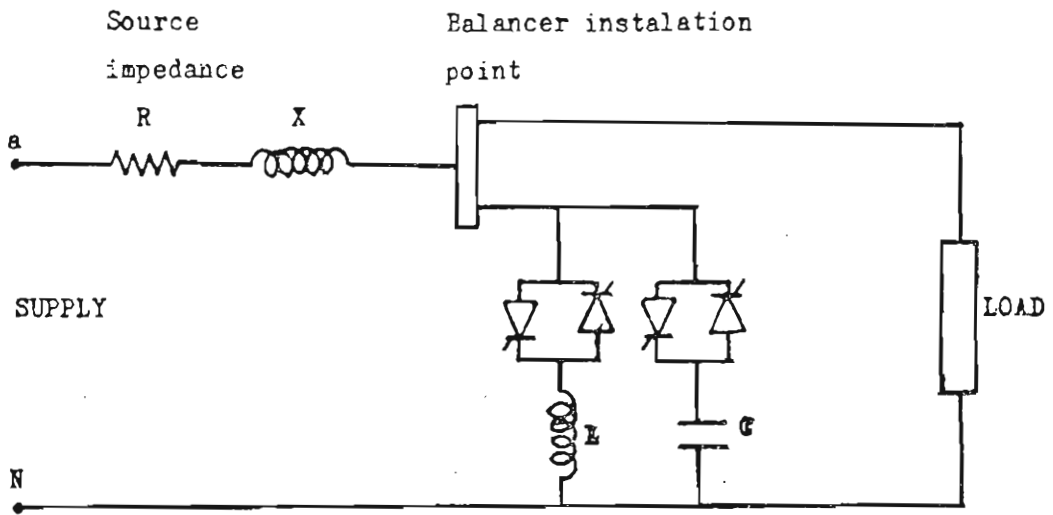 Source
impedance
Balancer instalation
point
R
X
a
SUPPLY
LOAD
L
C
N